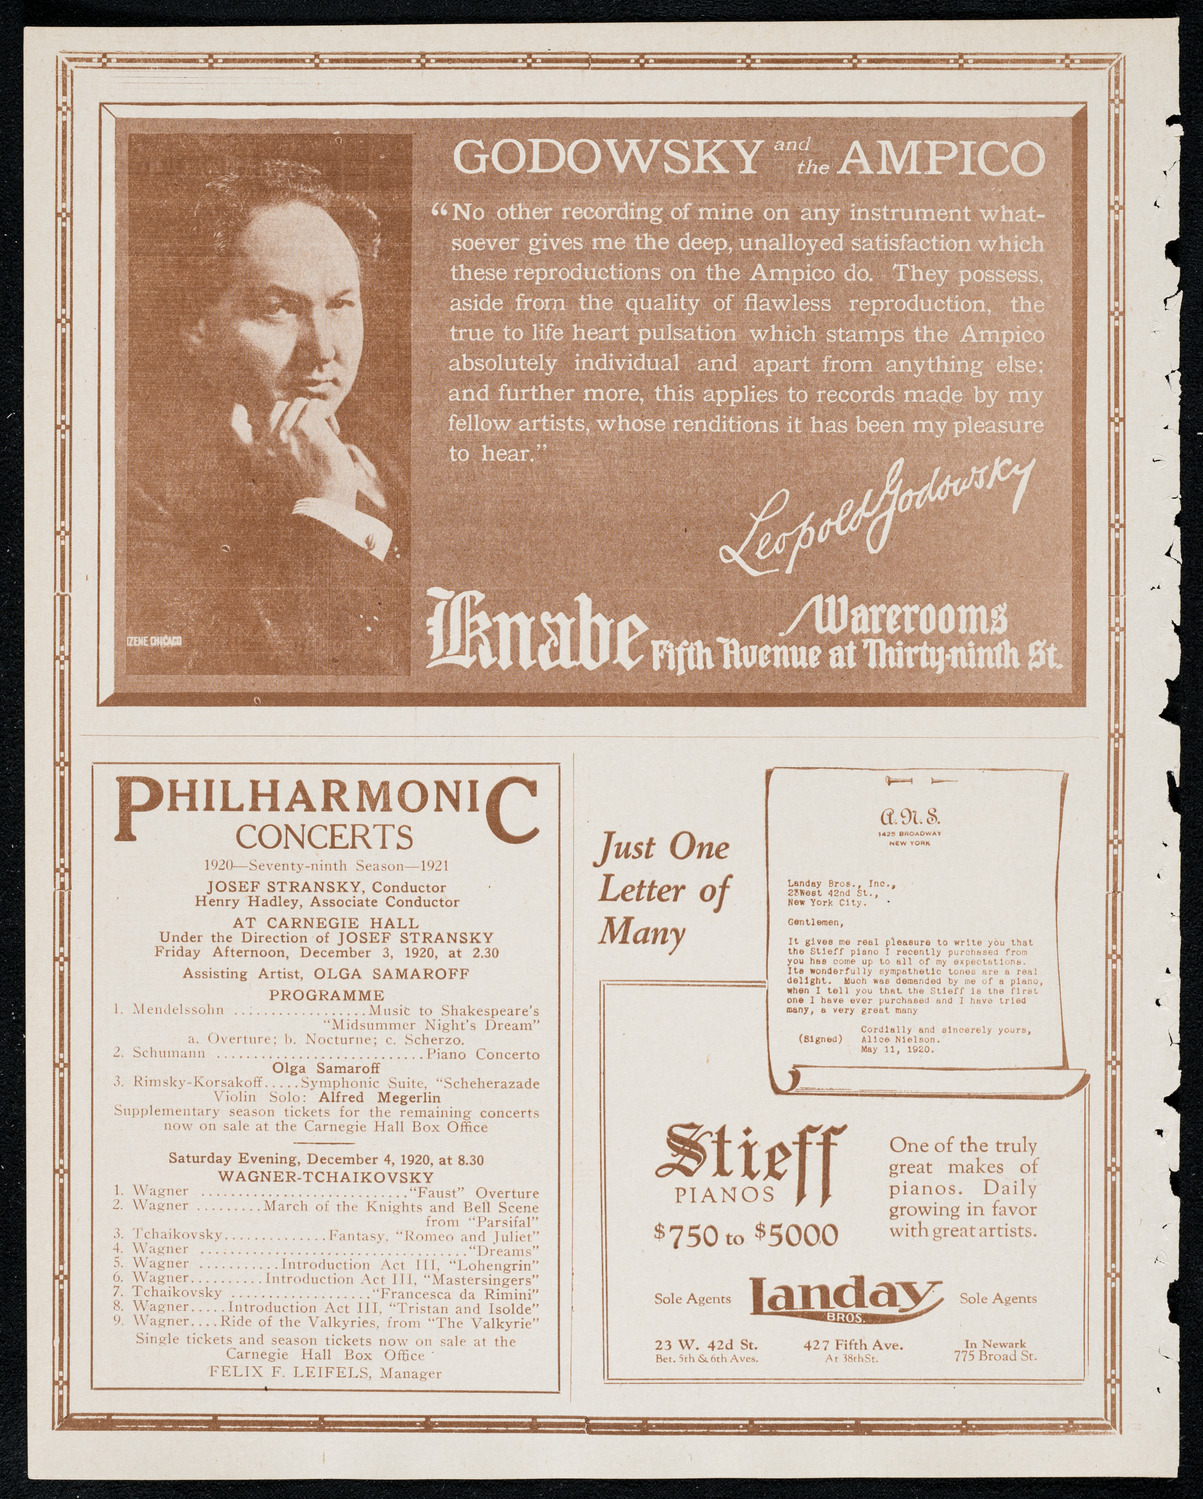 GODOWSKY and the AMPICO
“No other recording of mine on any instrument what-
soever gives me the deep, unalloyed satisfaction which
these reproductions on the Ampico do. They possess,
aside from the quality of flawless reproduction, the
true to life heart pulsation which stamps the Ampico
absolutely individual and apart from anything else;
and further more, this applies to records made by my
fellow artists, whose renditions it has been my pleasure
to hear.”
Leopold Godowsky
IZENE CHICAGO
Knabe Warerooms
Fifth Avenue at Thirty-ninth St.
PHILHARMONIC
CONCERTS
1920—Seventy-ninth Season—1921
JOSEF STRANSKY, Conductor
Henry Hadley, Associate Conductor
AT CARNEGIE HALL
Under the Direction of JOSEF STRANSKY
Friday Afternoon, December 3, 1920, at 2.30
Assisting Artist, OLGA SAMAROFF
PROGRAMME
1. Mendelssohn ..................Music to Shakespeare's
“Midsummer Night's Dream”
a. Overture; b. Nocturne; c. Scherzo.
2. Schumann ............................Piano Concerto
Olga Samaroff
3. Rimsky-Korsakoff.....Symphonic Suite, “Scheherazade
Violin Solo: Alfred Megerlin
Supplementary season tickets for the remaining concerts
now on sale at the Carnegie Hall Box Office
Saturday Evening, December 4, 1920, at 8.30
WAGNER-TCHAIKOVSKY
1. Wagner ............................“Faust” Overture
2. Wagner .........March of the Knights and Bell Scene
from “Parsifal”
3. Tchaikovsky..............Fantasy, “Romeo and Juliet”
4. Wagner ....................................“Dreams”
5. Wagner ...........Introduction Act III, “Lohengrin”
6. Wagner..........Introduction Act III, “Mastersingers”
7. Tchaikovsky ...................“Francesca da Rimini”
8. Wagner.....Introduction Act III, “Tristan and Isolde”
9. Wagner....Ride of the Valkyries, from “The Valkyrie”
Single tickets and season tickets now on sale at the
Carnegie Hall Box Office
FELIX F. LEIFELS, Manager
Just One
Letter of
Many
A.N.S.
1425 BROADWAY
NEW YORK
Landay Bros., Inc.,
23West 42nd St.,
New York City.
Gentlemen,
It gives me real pleasure to write you that
the Stieff piano I recently purchased from
you has come up to all of my expectations.
Its wonderfully sympathetic tones are a real
delight. Much was demanded by me of a piano,
when I tell you that the Stieff is the first
one I have ever purchased and I have tried
many, a very great many
Cordially and sincerely yours,
(Signed) Alice Nielson.
May 11, 1920.
Stieff
PIANOS
$750 to $5000
One of the truly
great makes of
pianos. Daily
growing in favor
with great artists.
Sole Agents Landay BROS. Sole Agents
23 W. 42d St. 427 Fifth Ave. In Newark
Bet. 5th & 6th Aves. At 38th St. 775 Broad St.